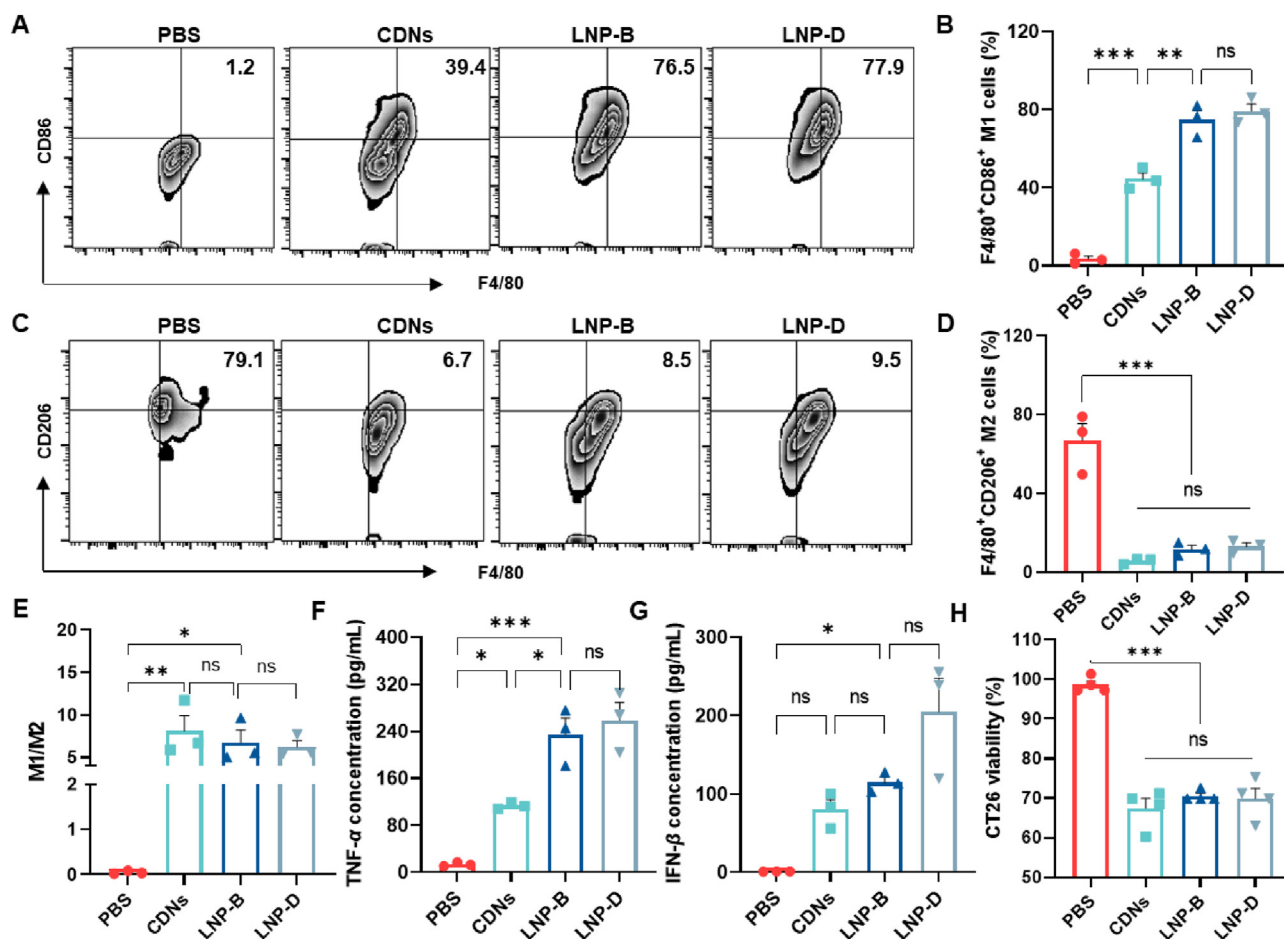 A
PBS
CDNs
LNP-B
LNP-D
1.2
39.4
76.5
77.9
CD86
F4/80
B
F4/80+CD86+ M1 cells (%)
120
80
40
0
*** ** ns
PBS
CDNs
LNP-B
LNP-D
C
PBS
CDNs
LNP-B
LNP-D
79.1
6.7
8.5
9.5
CD206
F4/80
D
F4/80+CD206+ M2 cells (%)
120
80
40
0
***
ns
PBS
CDNs
LNP-B
LNP-D
E
M1/M2
20
15
10
5
2
0
*
** ns ns
PBS
CDNs
LNP-B
LNP-D
F
TNF-α concentration (pg/mL)
400
320
240
160
80
0
***
* * ns
PBS
CDNs
LNP-B
LNP-D
G
IFN-β concentration (pg/mL)
300
200
100
0
* ns
ns ns
PBS
CDNs
LNP-B
LNP-D
H
CT26 viability (%)
110
100
90
80
70
60
50
***
ns
PBS
CDNs
LNP-B
LNP-D